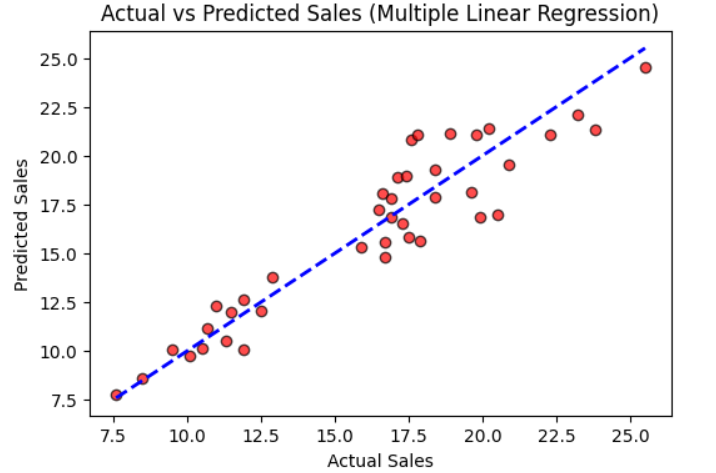 Actual vs Predicted Sales (Multiple Linear Regression)
25.0
22.5
20.0
17.5
15.0
12.5
10.0
7.5
Predicted Sales
7.5 10.0 12.5 15.0 17.5 20.0 22.5 25.0
Actual Sales